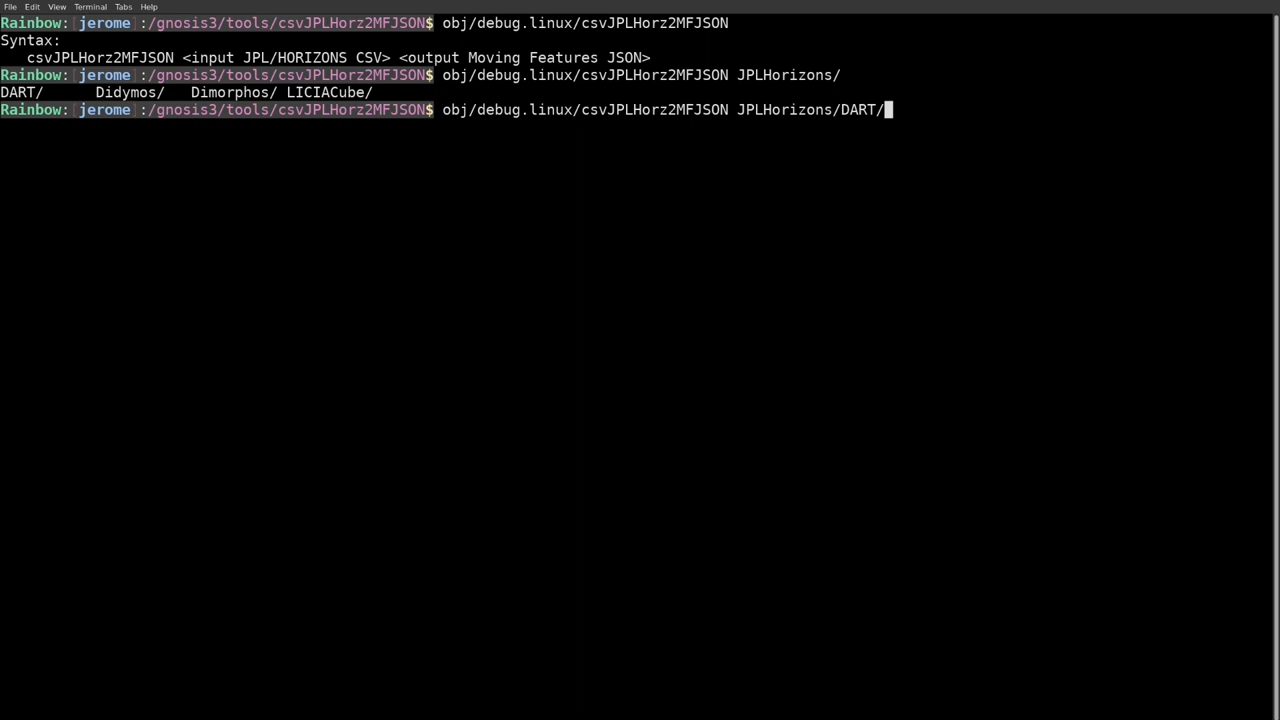 File Edit View Terminal Tabs Help
Rainbow:[jerome]:/gnosis3/tools/csvJPLHorz2MFJSON$ obj/debug.linux/csvJPLHorz2MFJSON
Syntax:
   csvJPLHorz2MFJSON <input JPL/HORIZONS CSV> <output Moving Features JSON>
Rainbow:[jerome]:/gnosis3/tools/csvJPLHorz2MFJSON$ obj/debug.linux/csvJPLHorz2MFJSON JPLHorizons/
DART/      Didymos/   Dimorphos/ LICIACube/
Rainbow:[jerome]:/gnosis3/tools/csvJPLHorz2MFJSON$ obj/debug.linux/csvJPLHorz2MFJSON JPLHorizons/DART/